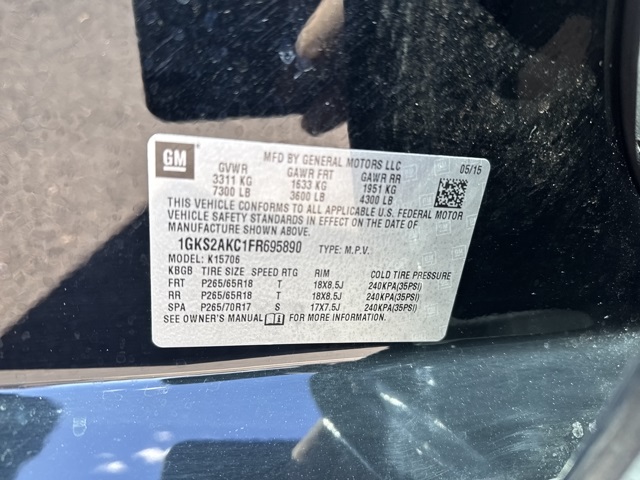 GM
MFD BY GENERAL MOTORS LLC 05/15
GVWR GAWR FRT GAWR RR
3311 KG 1633 KG 1951 KG
7300 LB 3600 LB 4300 LB
THIS VEHICLE CONFORMS TO ALL APPLICABLE U.S. FEDERAL MOTOR
VEHICLE SAFETY STANDARDS IN EFFECT ON THE DATE OF
MANUFACTURE SHOWN ABOVE.
1GKS2AKC1FR695890 TYPE: M.P.V.
MODEL: K15706
KBGB TIRE SIZE SPEED RTG RIM COLD TIRE PRESSURE
FRT P265/65R18 T 18X8.5J 240KPA(35PSI)
RR P265/65R18 T 18X8.5J 240KPA(35PSI)
SPA P265/70R17 S 17X7.5J 240KPA(35PSI)
SEE OWNER'S MANUAL FOR MORE INFORMATION.